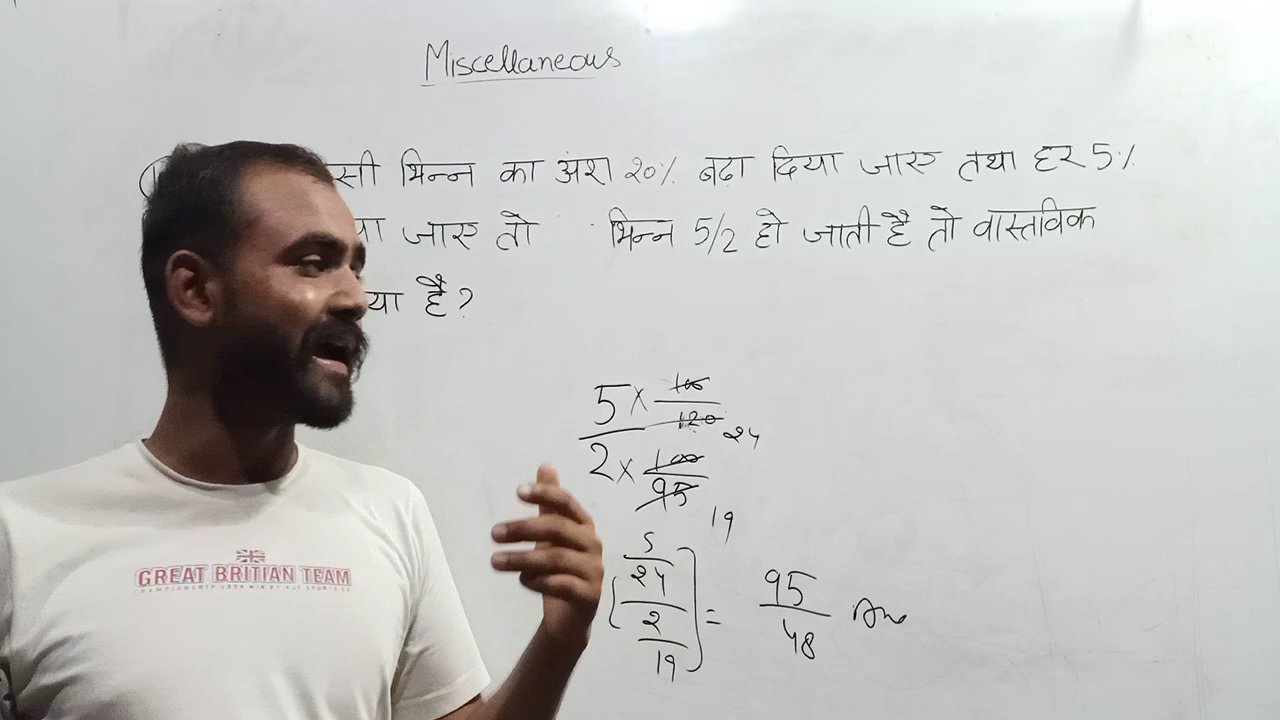 Miscellaneous
सी भिन्न का अंश 20% बढ़ा दिया जाए तथा हर 5%
या जाए तो भिन्न 5/2 हो जाती है तो वास्तविक
या है?
5 × 100/120 24
2 × 100/95 19
5/24
2/19
= 95/48 Ans
GREAT BRITIAN TEAM